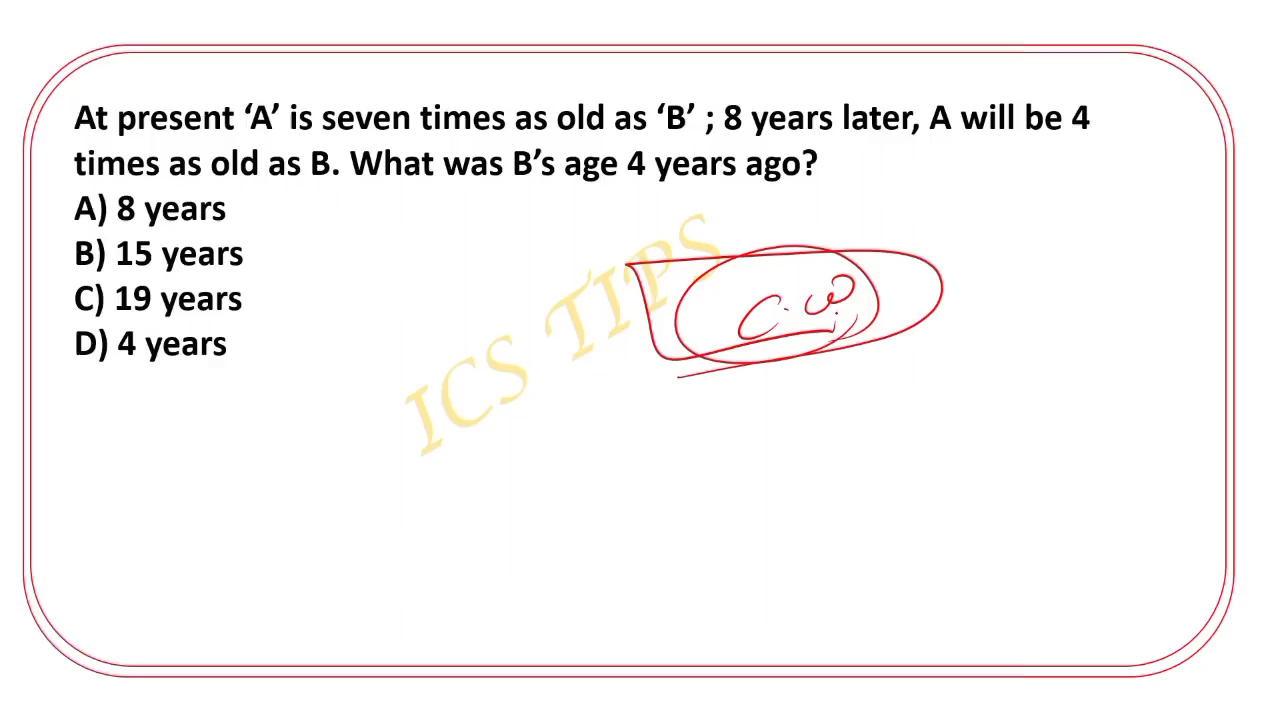 At present ‘A’ is seven times as old as ‘B’ ; 8 years later, A will be 4
times as old as B. What was B’s age 4 years ago?
A) 8 years
B) 15 years
C) 19 years
D) 4 years
ICS TIPS